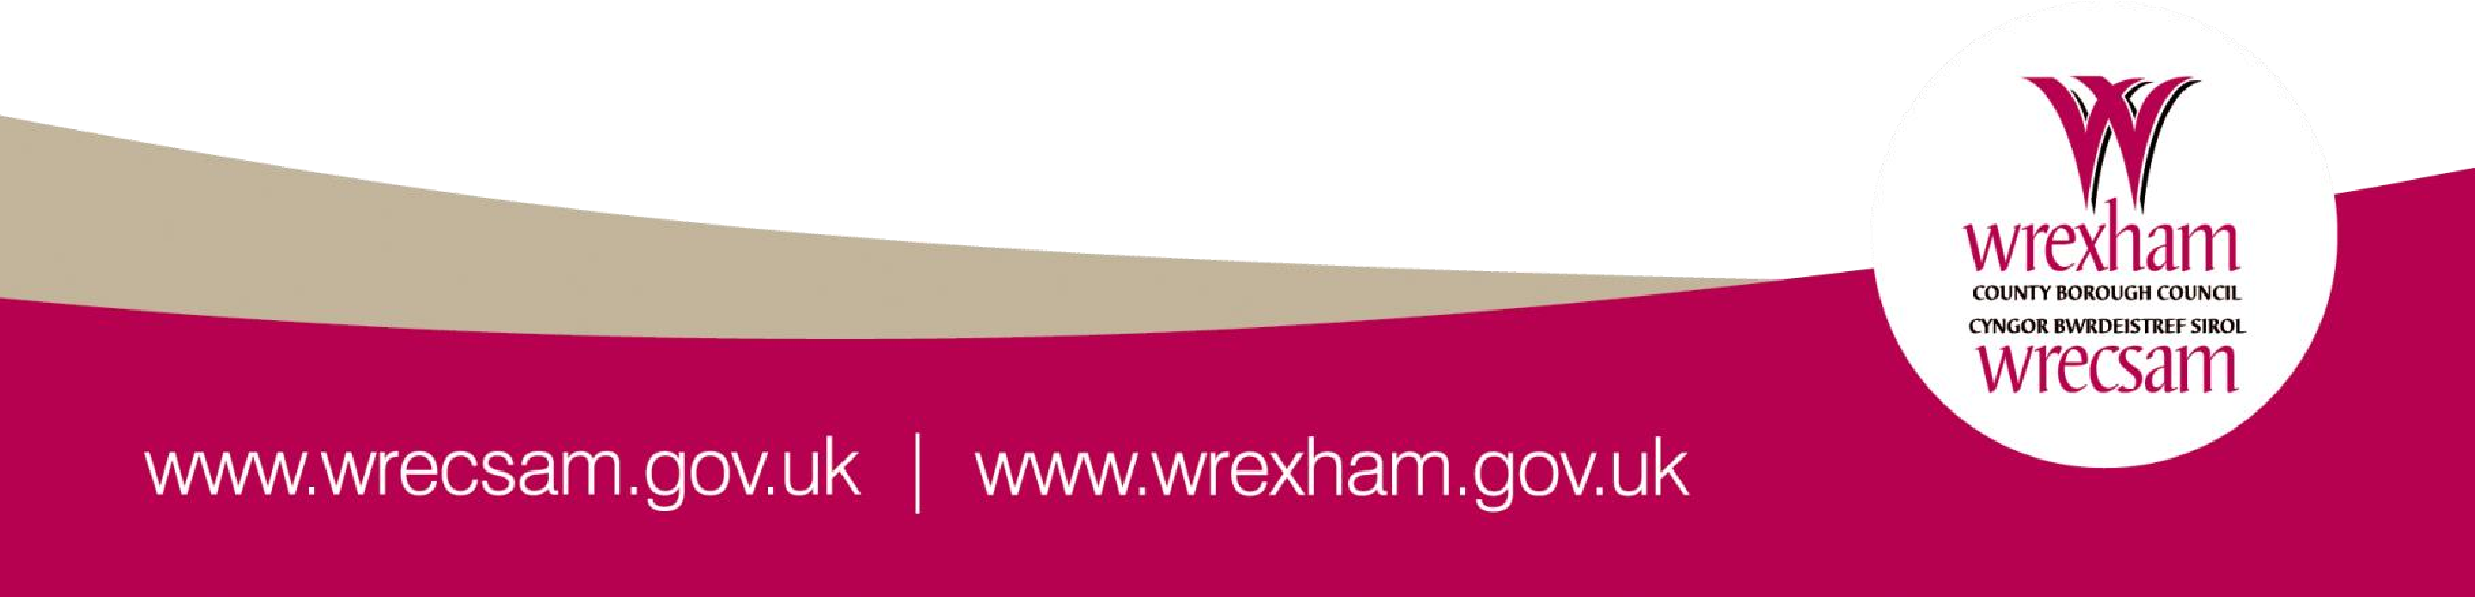 wrexham
COUNTY BOROUGH COUNCIL
CYNGOR BWRDEISTREF SIROL
wrecsam
www.wrecsam.gov.uk | www.wrexham.gov.uk